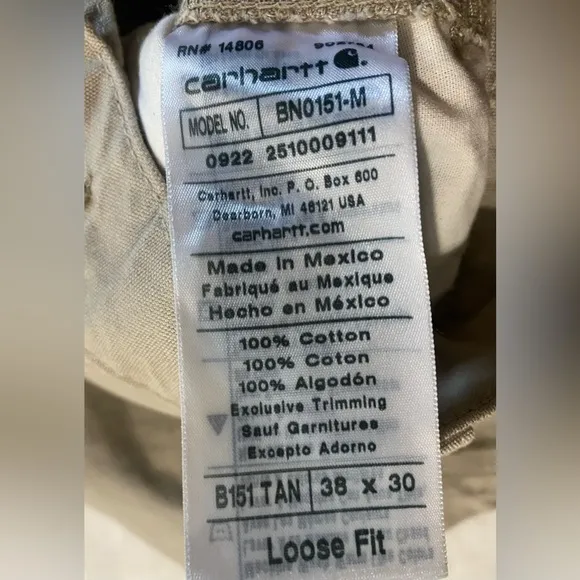 RN# 14806
carhartt
MODEL NO. BN0151-M
0922 2510009111
Carhartt, Inc. P. O. Box 600
Dearborn, MI 48121 USA
carhartt.com
Made in Mexico
Fabriqué au Mexique
Hecho en México
100% Cotton
100% Coton
100% Algodón
Exclusive Trimming
Sauf Garnitures
Excepto Adorno
B151 TAN 38 x 30
Loose Fit